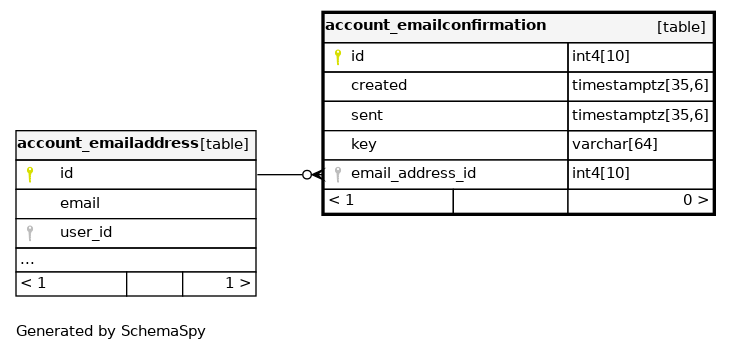 account_emailconfirmation [table]
id int4[10]
created timestamptz[35,6]
sent timestamptz[35,6]
key varchar[64]
email_address_id int4[10]
< 1 0 >
account_emailaddress [table]
id
email
user_id
...
< 1 1 >
Generated by SchemaSpy